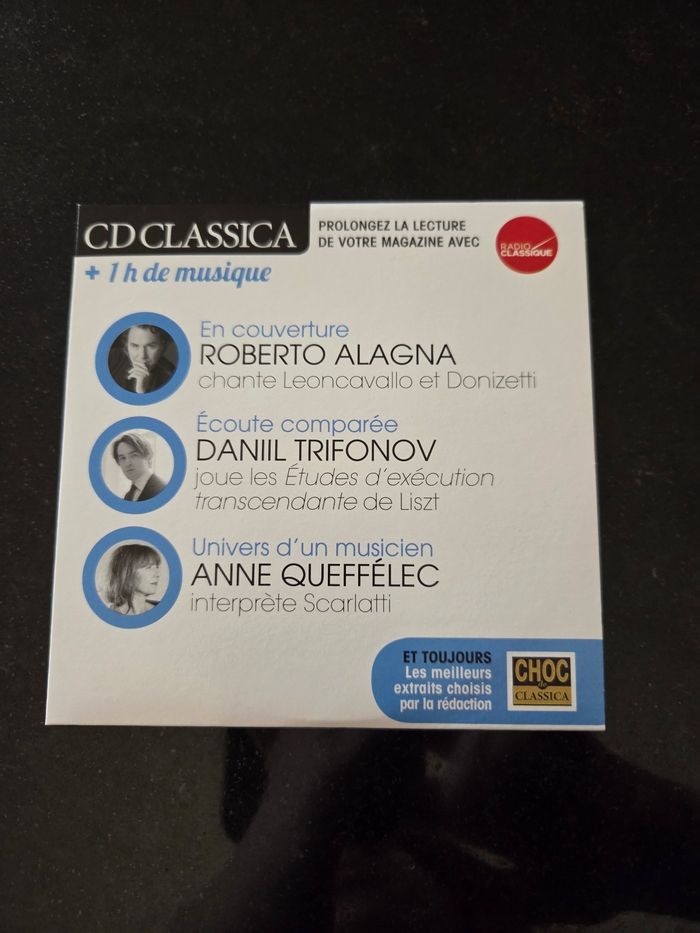 CD CLASSICA
PROLONGEZ LA LECTURE
DE VOTRE MAGAZINE AVEC
RADIO
CLASSIQUE
+ 1 h de musique
En couverture
ROBERTO ALAGNA
chante Leoncavallo et Donizetti
Écoute comparée
DANIIL TRIFONOV
joue les Études d'exécution
transcendante de Liszt
Univers d'un musicien
ANNE QUEFFÉLEC
interprète Scarlatti
ET TOUJOURS
Les meilleurs
extraits choisis
par la rédaction
CHOC
de
CLASSICA